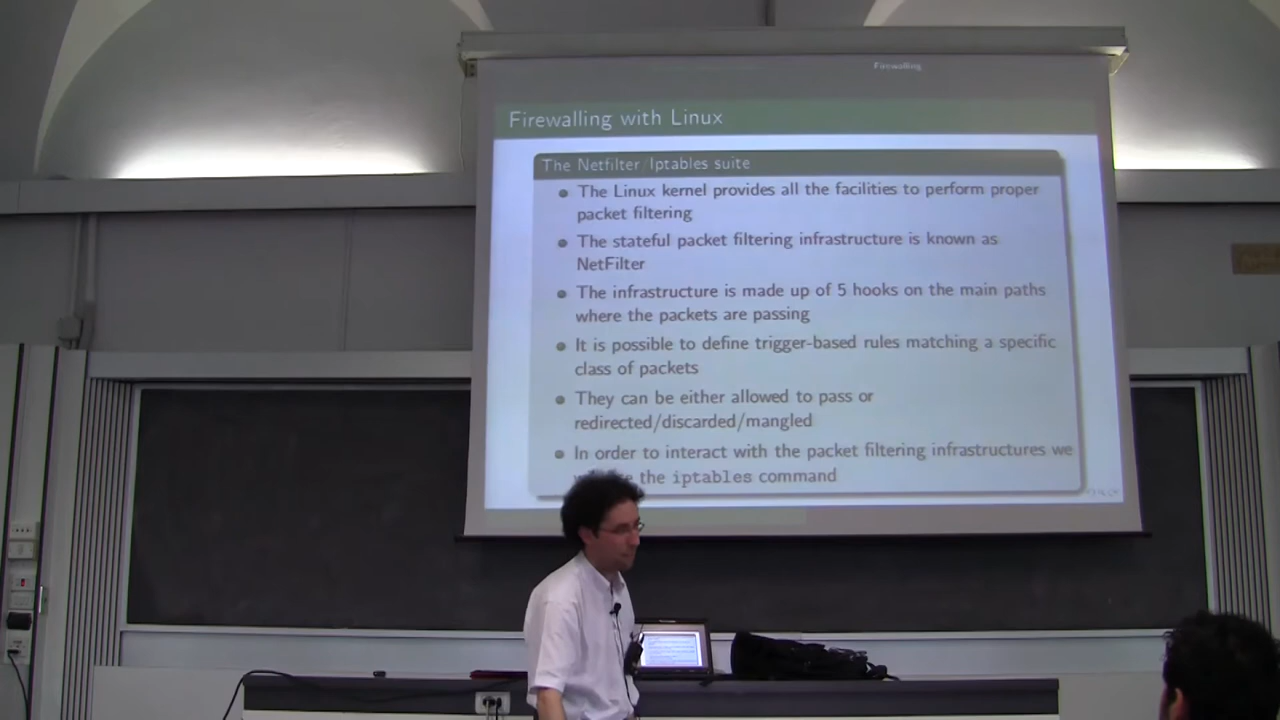 Firewalling
Firewalling with Linux
The Netfilter/Iptables suite
The Linux kernel provides all the facilities to perform proper
packet filtering
The stateful packet filtering infrastructure is known as
NetFilter
The infrastructure is made up of 5 hooks on the main paths
where the packets are passing
It is possible to define trigger-based rules matching a specific
class of packets
They can be either allowed to pass or
redirected/discarded/mangled
In order to interact with the packet filtering infrastructures we
the iptables command